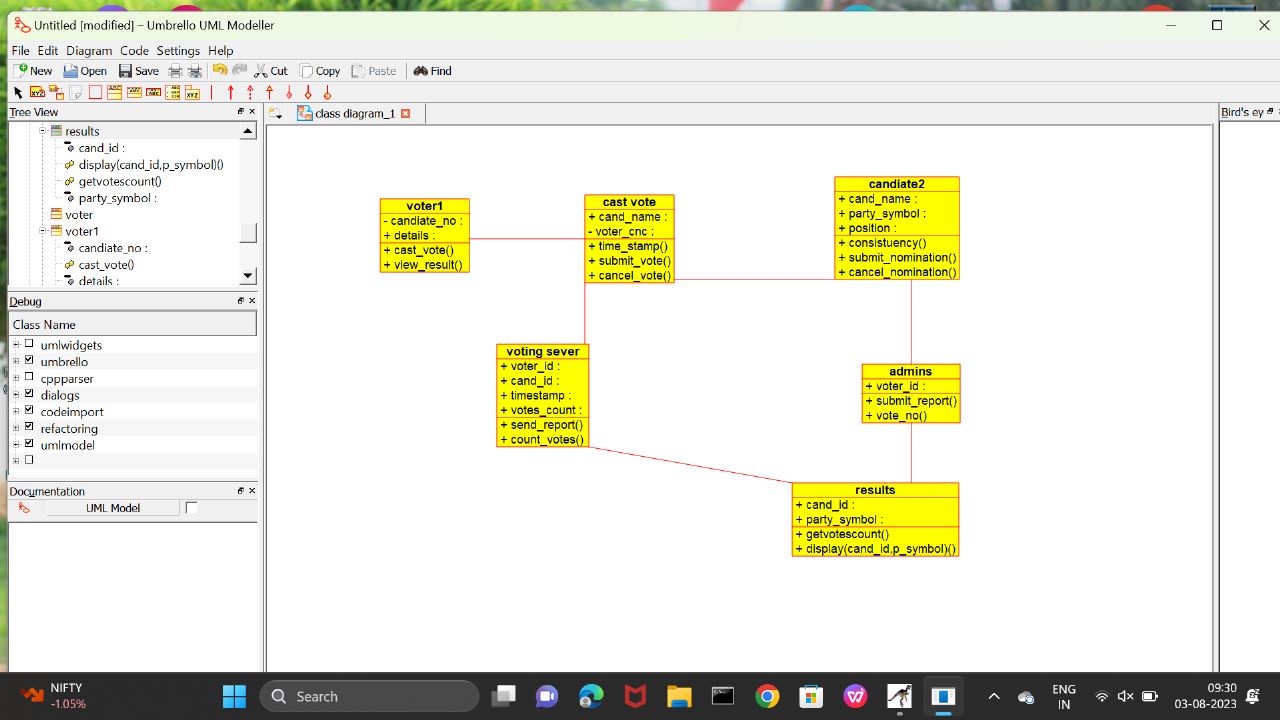 Untitled [modified] – Umbrello UML Modeller
File Edit Diagram Code Settings Help
New Open Save Cut Copy Paste Find
Tree View
class diagram_1
Bird's ey
results
cand_id :
display(cand_id,p_symbol)()
getvotescount()
party_symbol :
voter
voter1
candiate_no :
cast_vote()
details :
Debug
Class Name
umlwidgets
umbrello
cppparser
dialogs
codeimport
refactoring
umlmodel
Documentation
UML Model
voter1
- candiate_no :
+ details :
+ cast_vote()
+ view_result()
cast vote
+ cand_name :
- voter_cnc :
+ time_stamp()
+ submit_vote()
+ cancel_vote()
candiate2
+ cand_name :
+ party_symbol :
+ position :
+ consistuency()
+ submit_nomination()
+ cancel_nomination()
voting sever
+ voter_id :
+ cand_id :
+ timestamp :
+ votes_count :
+ send_report()
+ count_votes()
admins
+ voter_id :
+ submit_report()
+ vote_no()
results
+ cand_id :
+ party_symbol :
+ getvotescount()
+ display(cand_id,p_symbol)()
NIFTY
-1.05%
Search
ENG
IN
09:30
03-08-2023